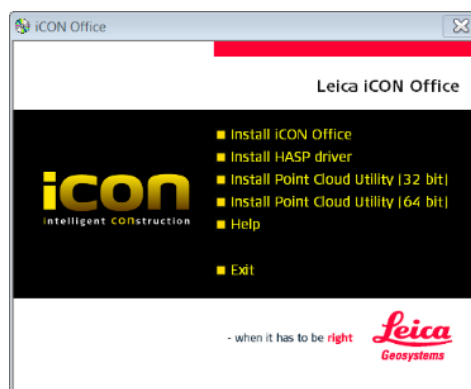 iCON Office
Leica iCON Office
Install iCON Office
Install HASP driver
Install Point Cloud Utility (32 bit)
Install Point Cloud Utility (64 bit)
Help
Exit
icon
intelligent CONstruction
- when it has to be right
Leica
Geosystems